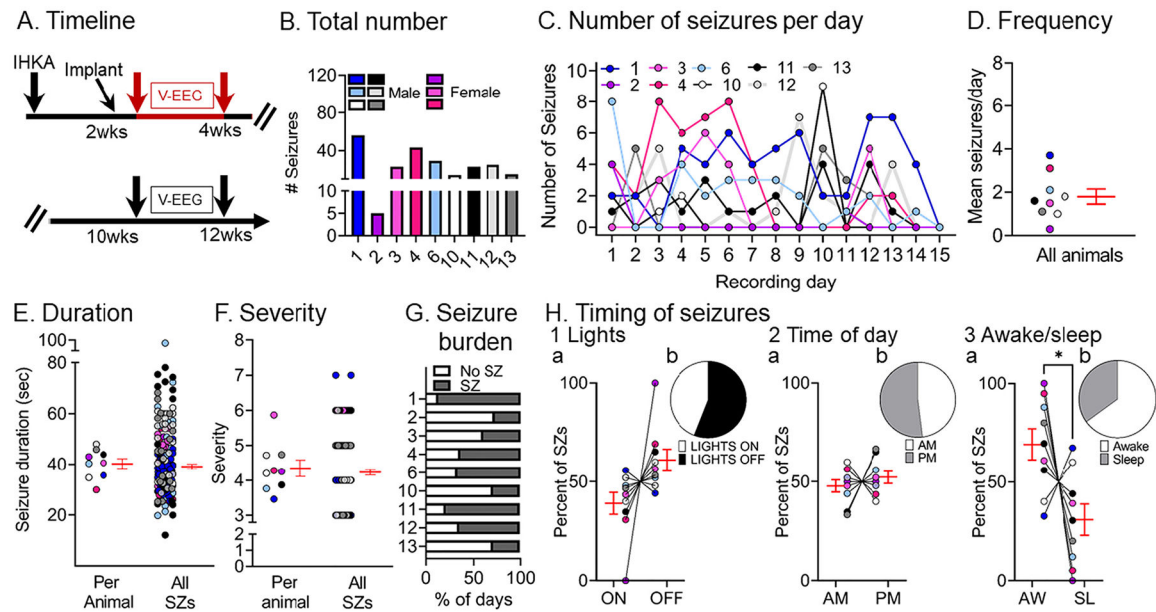 A. Timeline
IHKA
Implant
V-EEG
2wks
4wks
V-EEG
10wks
12wks
B. Total number
# Seizures
120
80
40
20
15
10
5
0
Male
Female
1 2 3 4 6 10 11 12 13
C. Number of seizures per day
Number of Seizures
10
8
6
4
2
0
1 3 6 11 13
2 4 10 12
1 2 3 4 5 6 7 8 9 10 11 12 13 14 15
Recording day
D. Frequency
Mean seizures/day
8
6
4
2
0
All animals
E. Duration
Seizure duration (sec)
100
80
60
40
20
Per Animal
All SZs
F. Severity
Severity
8
7
6
5
4
3
2
1
0
Per animal
All SZs
G. Seizure burden
No SZ
SZ
1
2
3
4
6
10
11
12
13
0 50 100
% of days
H. Timing of seizures
1 Lights
a
b
Percent of SZs
100
50
0
LIGHTS ON
LIGHTS OFF
ON OFF
2 Time of day
a
b
Percent of SZs
100
50
0
AM
PM
AM PM
3 Awake/sleep
a
b
*
Percent of SZs
100
50
0
Awake
Sleep
AW SL